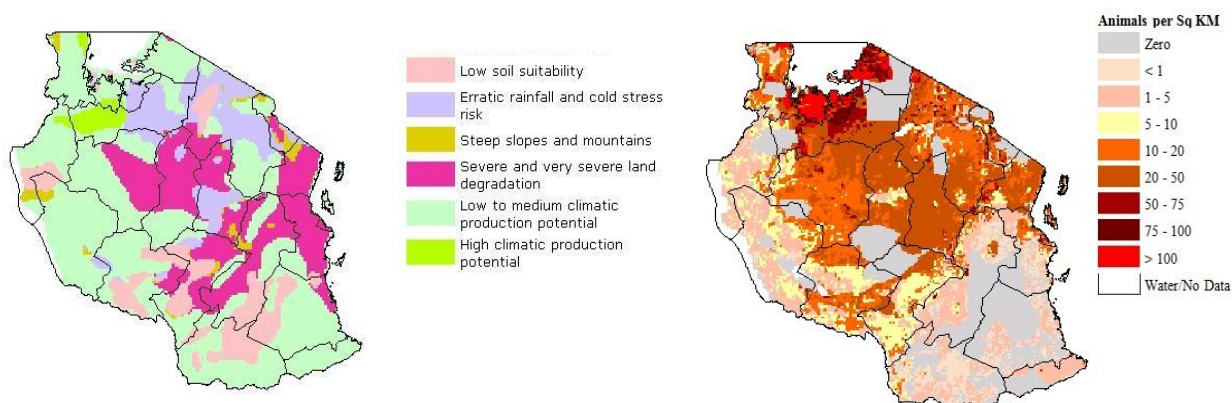 Low soil suitability
Erratic rainfall and cold stress
risk
Steep slopes and mountains
Severe and very severe land
degradation
Low to medium climatic
production potential
High climatic production
potential
Animals per Sq KM
Zero
< 1
1 - 5
5 - 10
10 - 20
20 - 50
50 - 75
75 - 100
> 100
Water/No Data